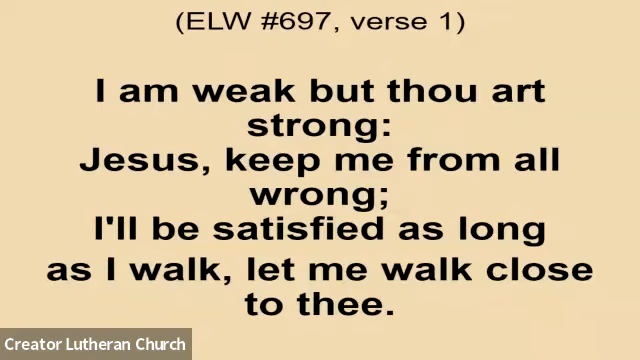 (ELW #697, verse 1)
I am weak but thou art
strong:
Jesus, keep me from all
wrong;
I'll be satisfied as long
as I walk, let me walk close
to thee.
Creator Lutheran Church